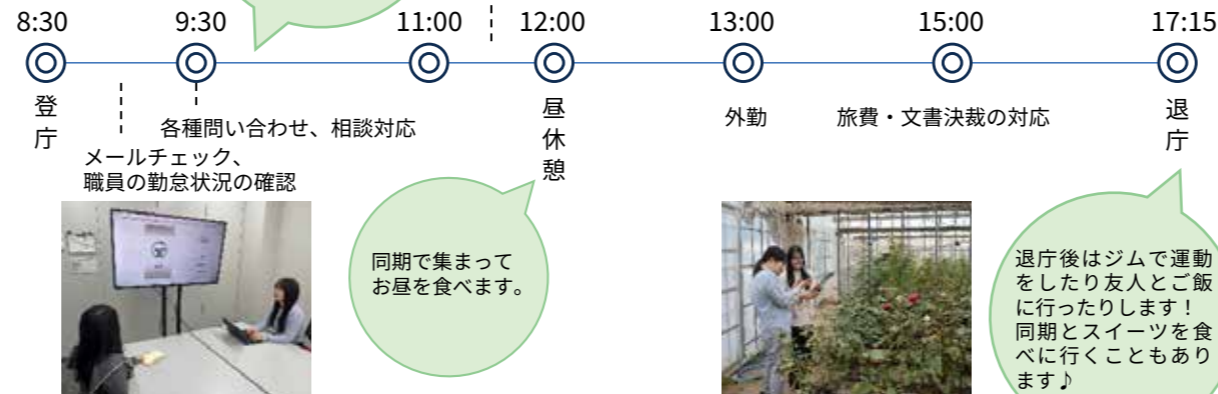 8:30
9:30
11:00
12:00
13:00
15:00
17:15
登庁
メールチェック、
職員の勤怠状況の確認
各種問い合わせ、相談対応
昼休憩
外勤
旅費・文書決裁の対応
退庁
同期で集まって
お昼を食べます。
退庁後はジムで運動
をしたり友人とご飯
に行ったりします！
同期とスイーツを食
べに行くこともあり
ます♪